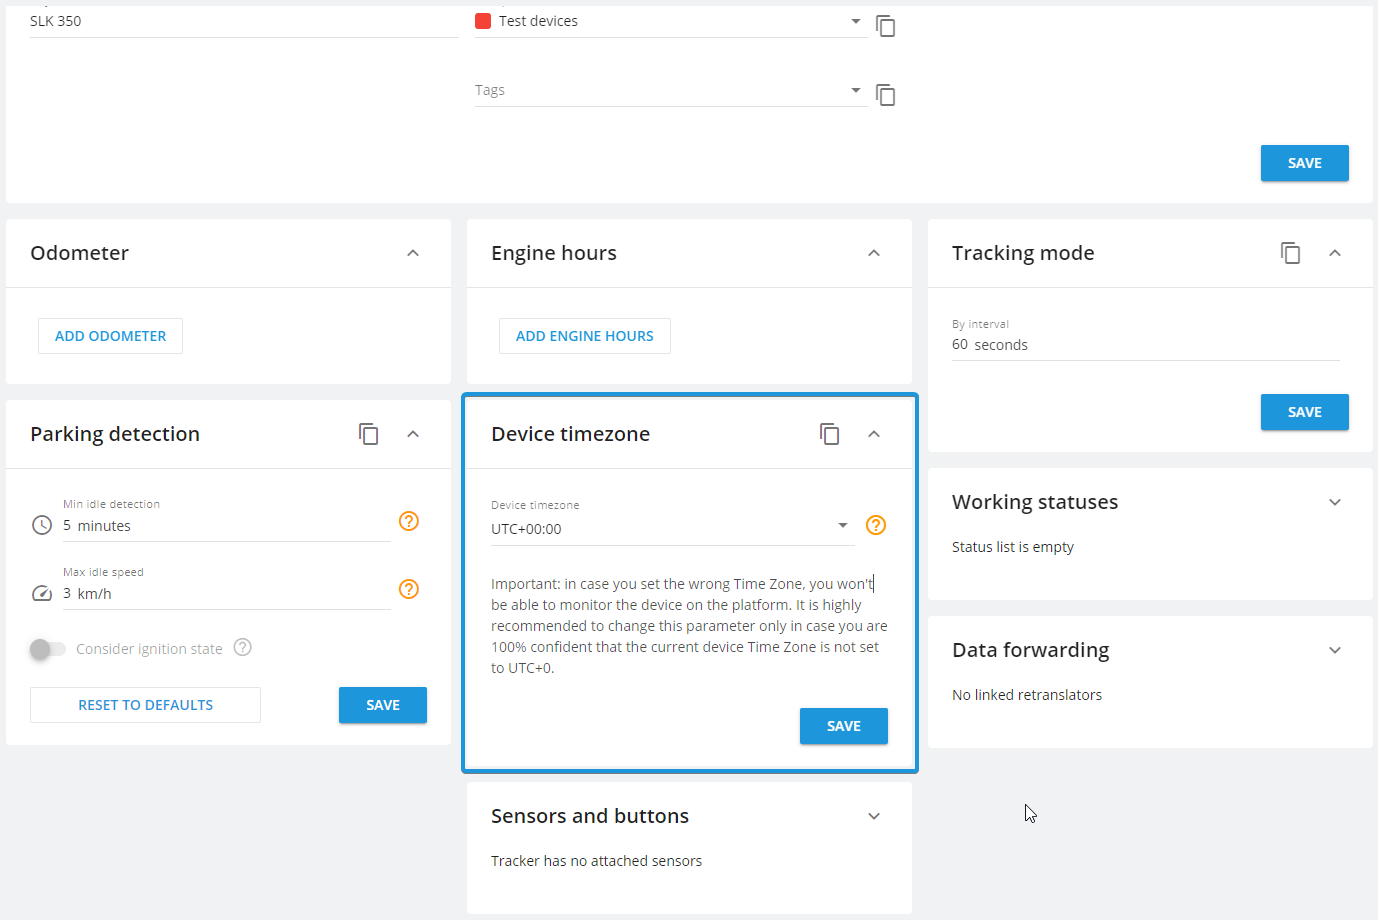 SLK 350
Test devices
Tags
SAVE
Odometer
ADD ODOMETER
Engine hours
ADD ENGINE HOURS
Tracking mode
By interval
60 seconds
SAVE
Parking detection
Min idle detection
5 minutes
Max idle speed
3 km/h
Consider ignition state
RESET TO DEFAULTS
SAVE
Device timezone
Device timezone
UTC+00:00
Important: in case you set the wrong Time Zone, you won't
be able to monitor the device on the platform. It is highly
recommended to change this parameter only in case you are
100% confident that the current device Time Zone is not set
to UTC+0.
SAVE
Working statuses
Status list is empty
Data forwarding
No linked retranslators
Sensors and buttons
Tracker has no attached sensors